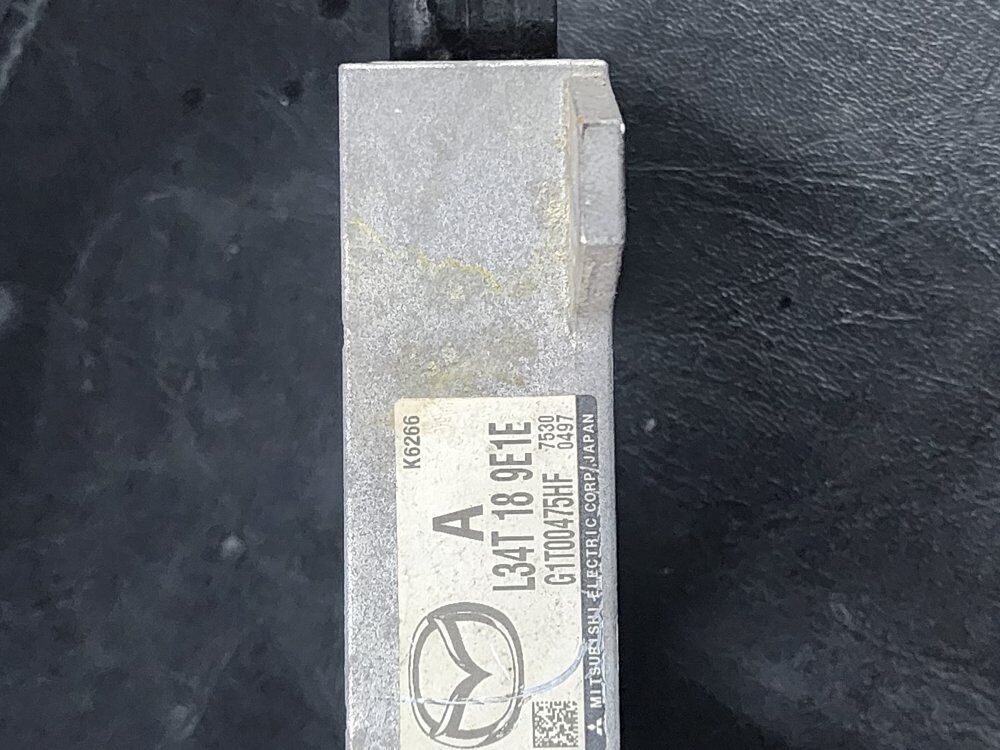 K6266
A
L34T 18 9E1E
G1T00475HF 7530
0497
MITSUBISHI ELECTRIC CORP/JAPAN